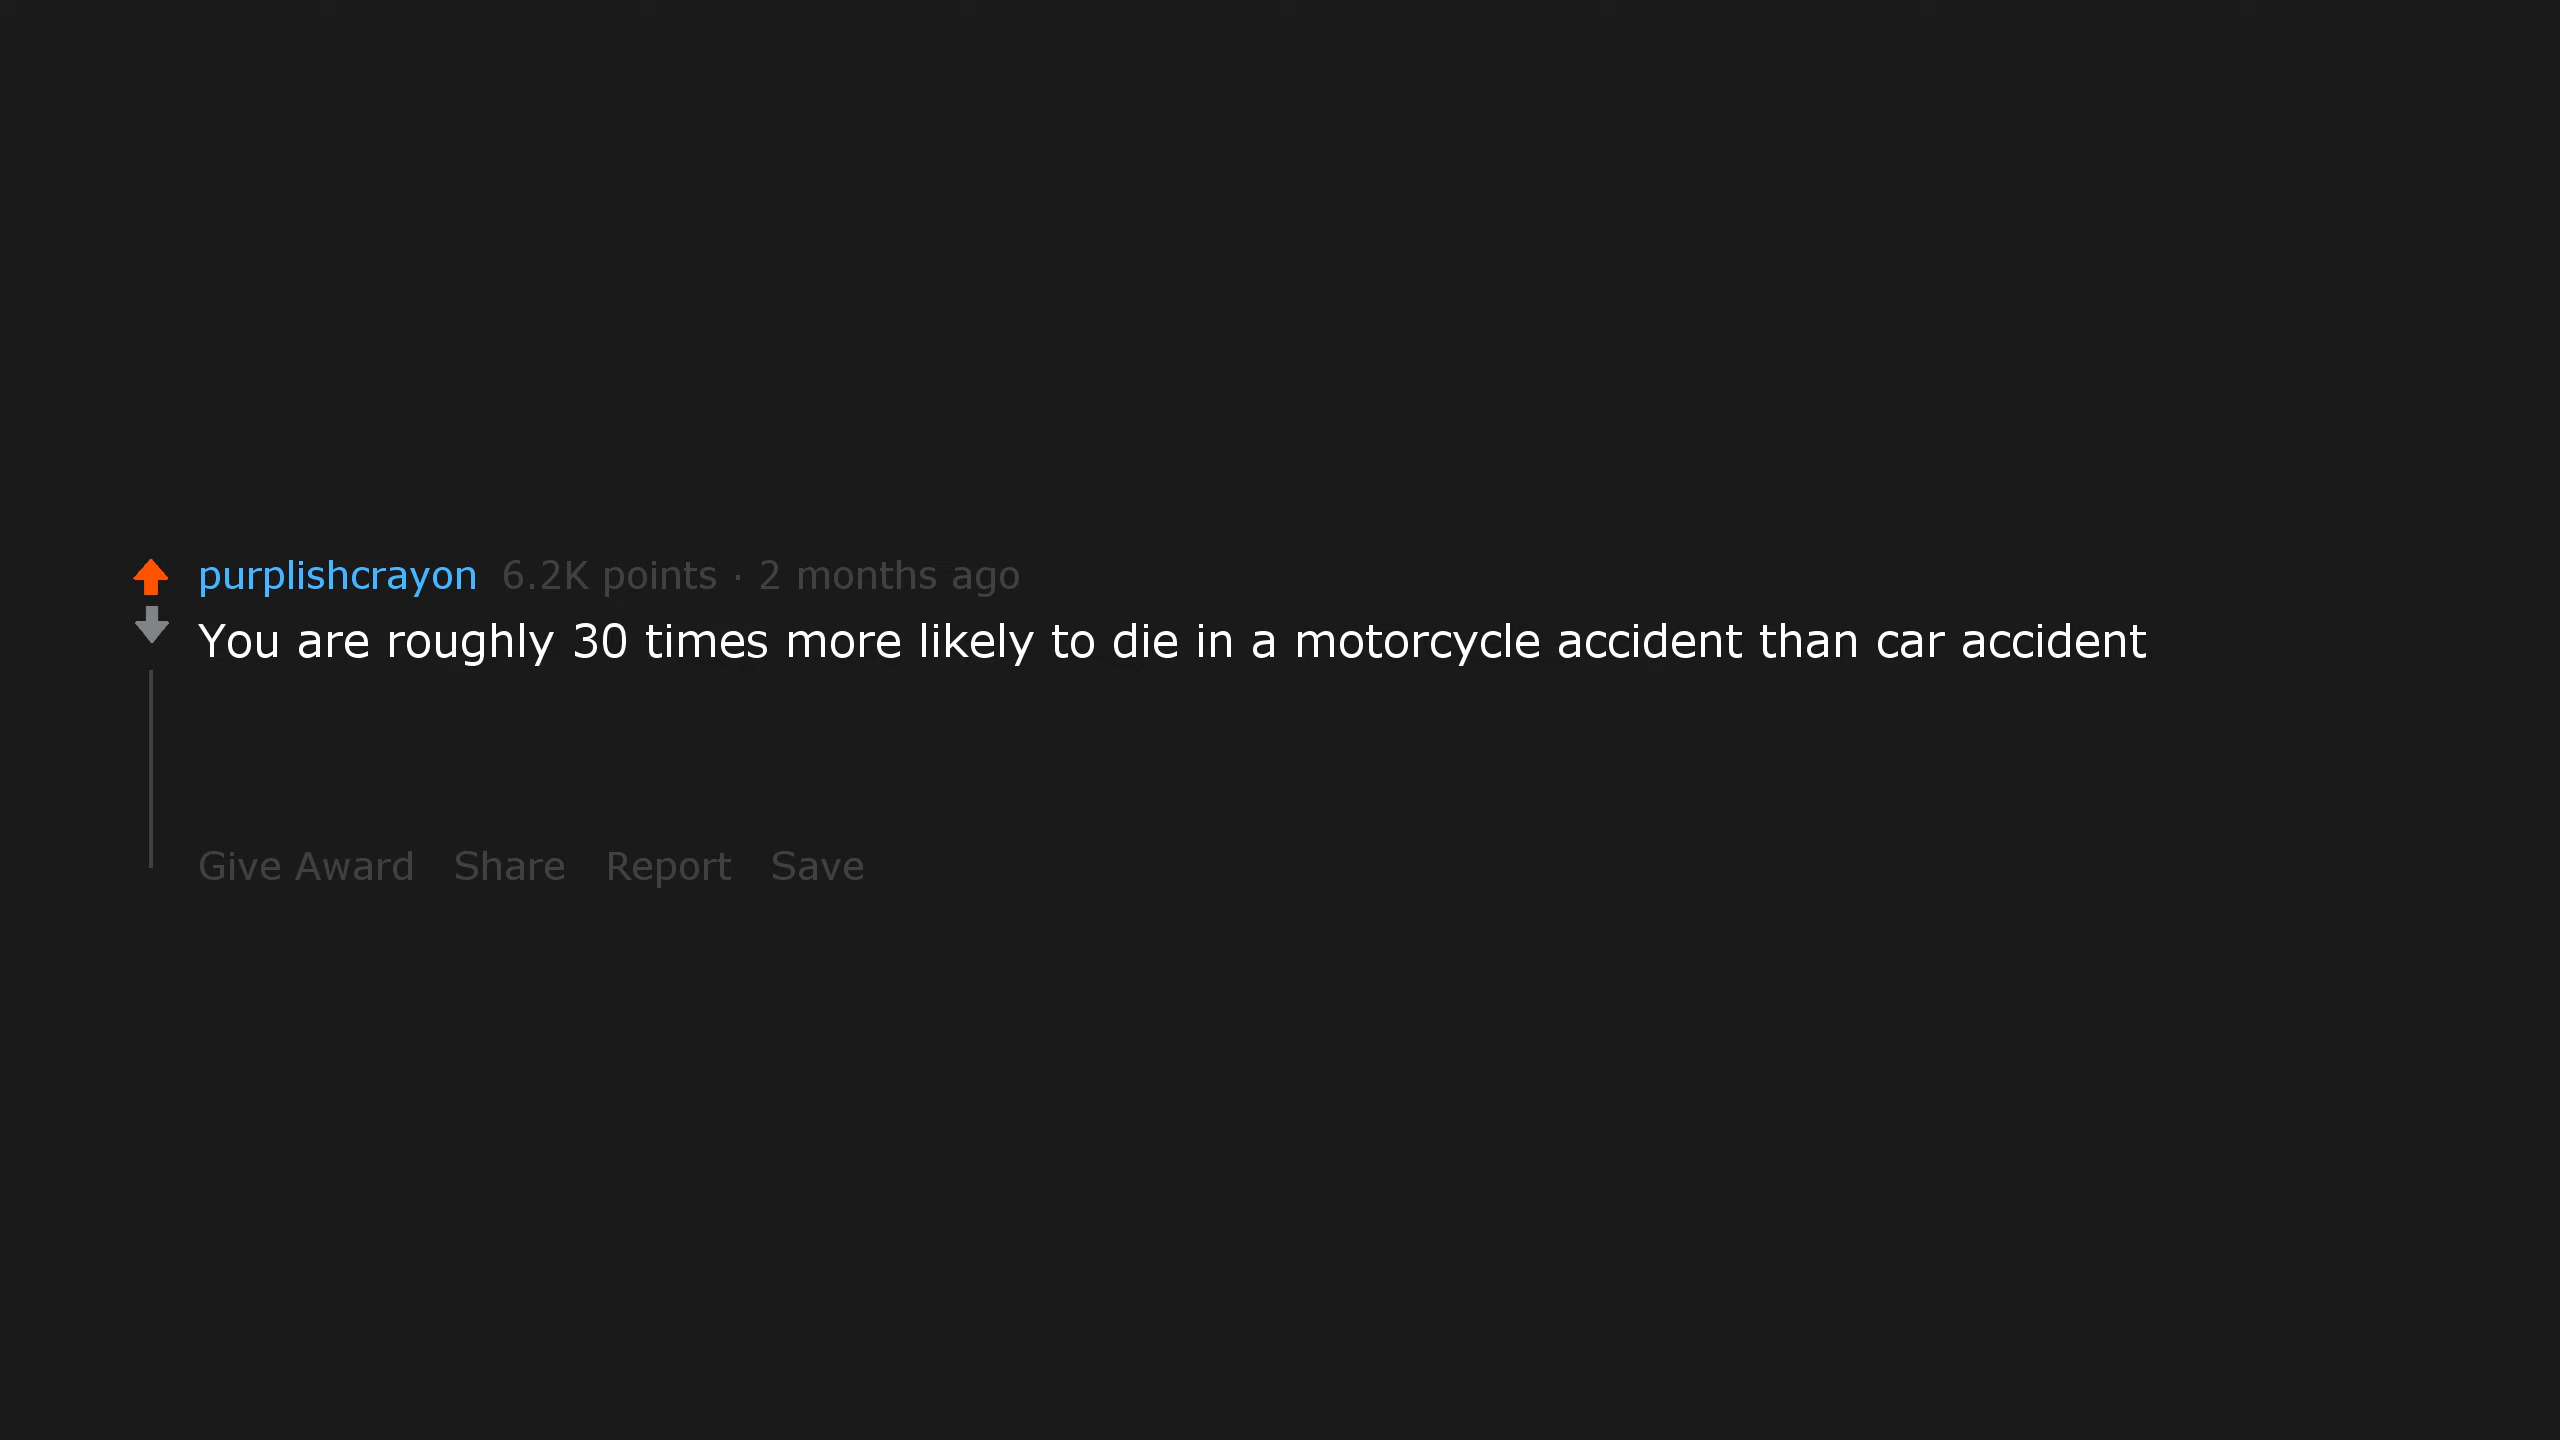 purplishcrayon 6.2K points · 2 months ago
You are roughly 30 times more likely to die in a motorcycle accident than car accident
Give Award Share Report Save